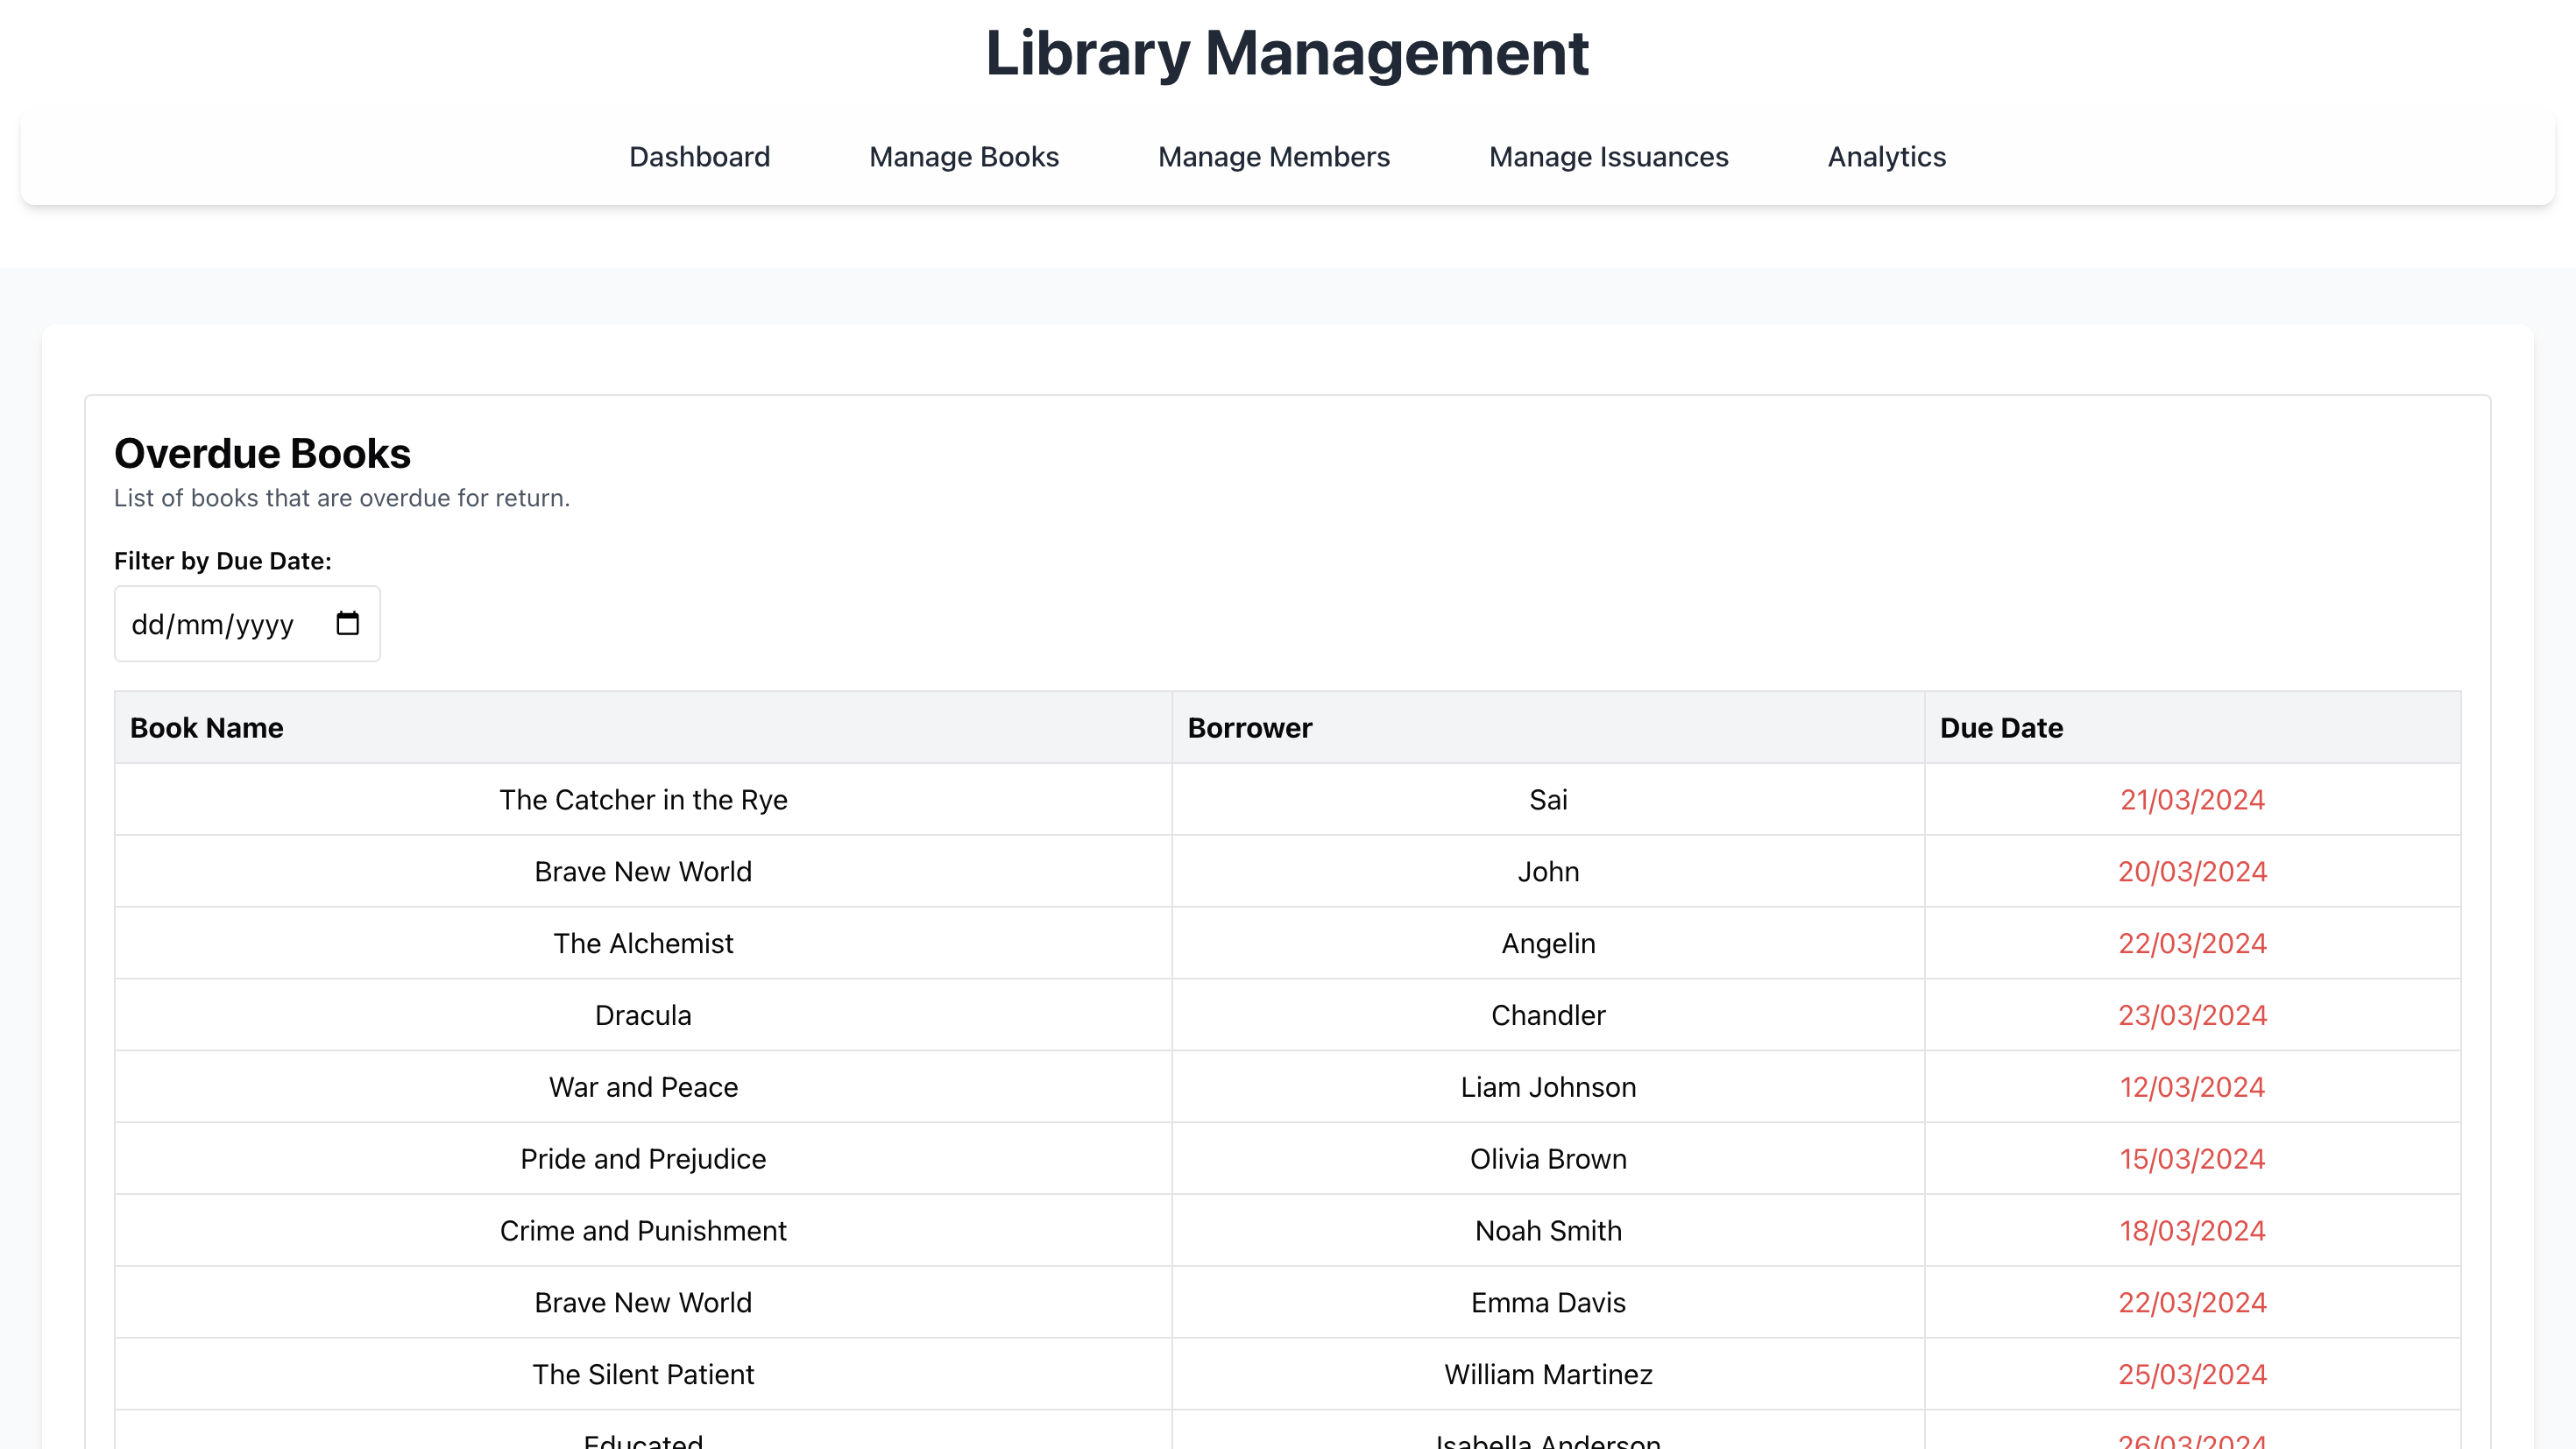 Library Management
Dashboard Manage Books Manage Members Manage Issuances Analytics
Overdue Books
List of books that are overdue for return.
Filter by Due Date:
dd/mm/yyyy
Book Name Borrower Due Date
The Catcher in the Rye Sai 21/03/2024
Brave New World John 20/03/2024
The Alchemist Angelin 22/03/2024
Dracula Chandler 23/03/2024
War and Peace Liam Johnson 12/03/2024
Pride and Prejudice Olivia Brown 15/03/2024
Crime and Punishment Noah Smith 18/03/2024
Brave New World Emma Davis 22/03/2024
The Silent Patient William Martinez 25/03/2024
Educated Isabella Anderson 26/03/2024